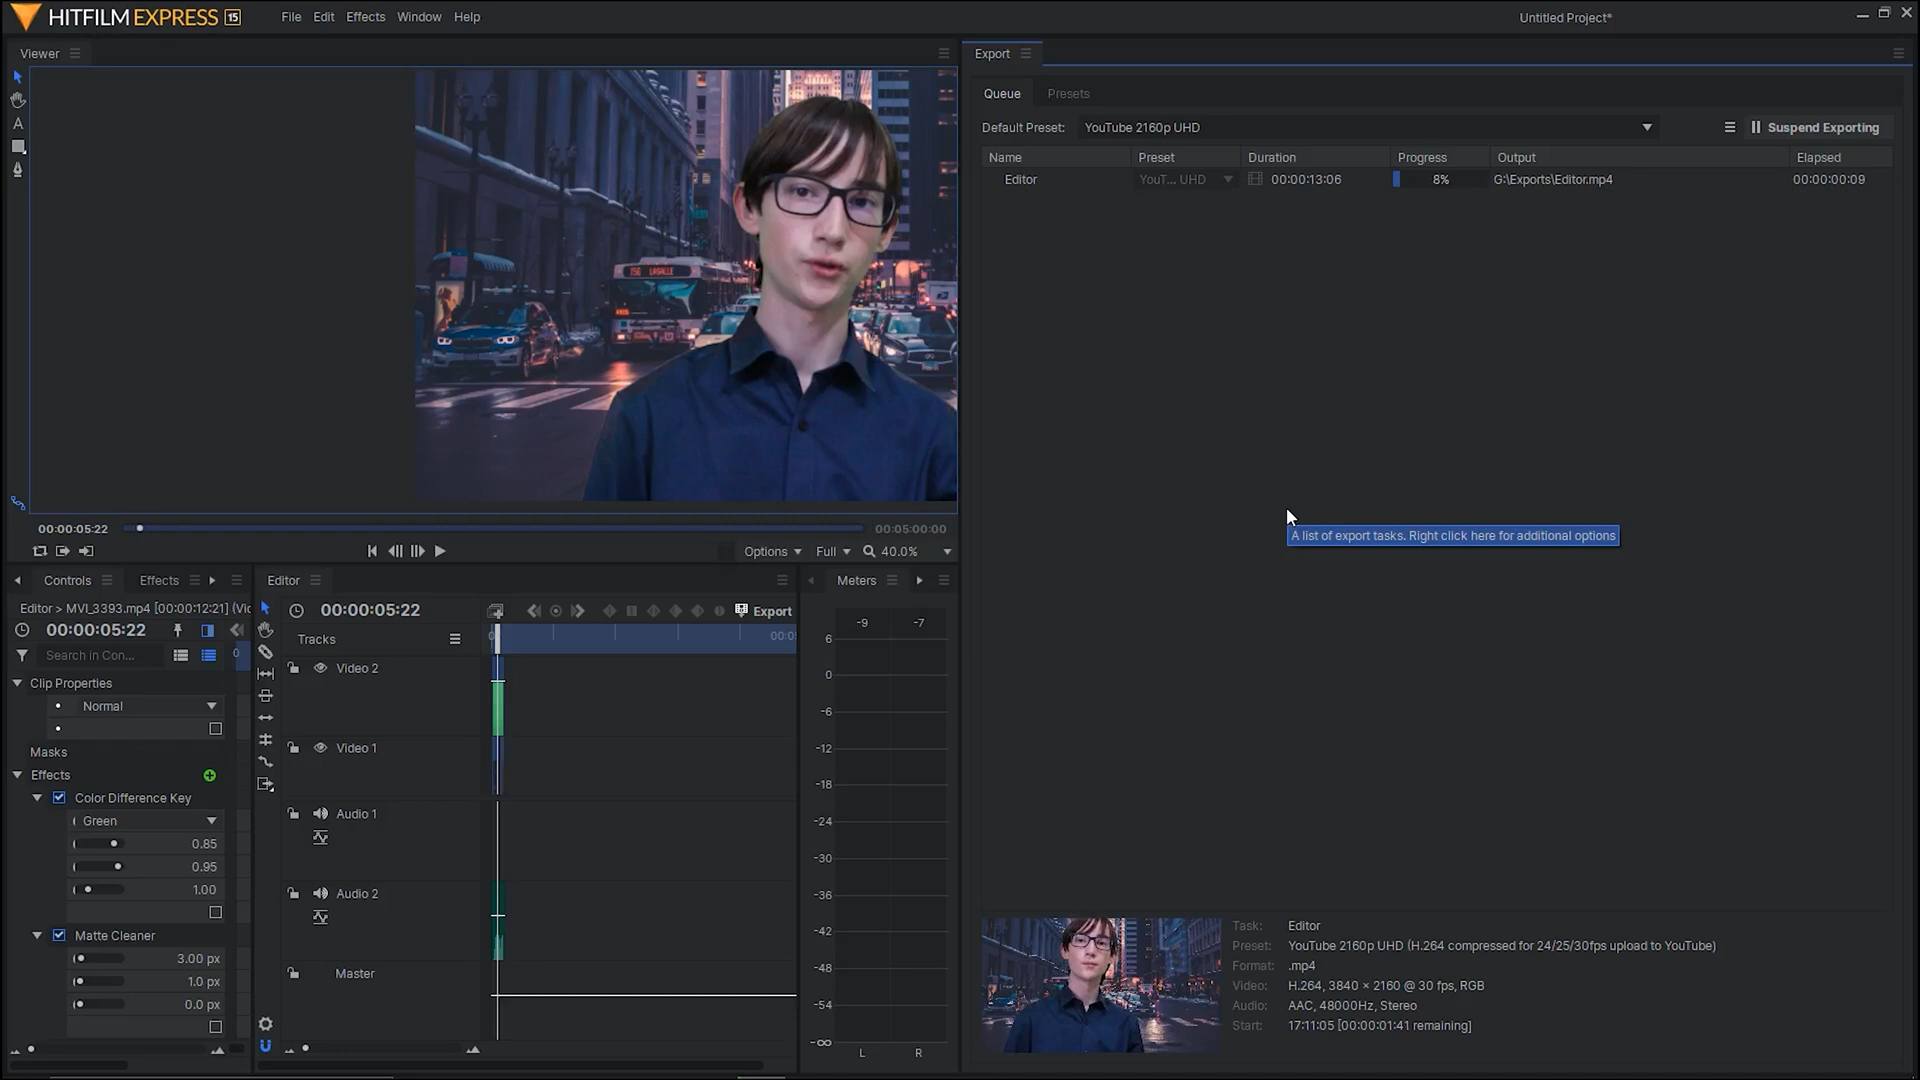 HITFILM EXPRESS 15
File Edit Effects Window Help
Untitled Project*
Viewer
156 LASALLE
00:00:05:22
00:05:00:00
Options Full 40.0%
Export
Queue Presets
Default Preset: YouTube 2160p UHD Suspend Exporting
Name Preset Duration Progress Output Elapsed
Editor YouT... UHD 00:00:13:06 8% G:\Exports\Editor.mp4 00:00:00:09
A list of export tasks. Right click here for additional options
Controls Effects
Editor > MVI_3393.mp4 [00:00:12:21] (Vic
00:00:05:22
Search in Con...
0
Clip Properties
Normal
Masks
Effects
Color Difference Key
Green
0.85
0.95
1.00
Matte Cleaner
3.00 px
1.0 px
0.0 px
Editor
00:00:05:22
Export
Tracks
00:05
Video 2
Video 1
Audio 1
Audio 2
Master
Meters
-9 -7
6
0
-6
-12
-18
-24
-30
-36
-42
-48
-54
-∞
L R
Task: Editor
Preset: YouTube 2160p UHD (H.264 compressed for 24/25/30fps upload to YouTube)
Format: .mp4
Video: H.264, 3840 × 2160 @ 30 fps, RGB
Audio: AAC, 48000Hz, Stereo
Start: 17:11:05 [00:00:01:41 remaining]